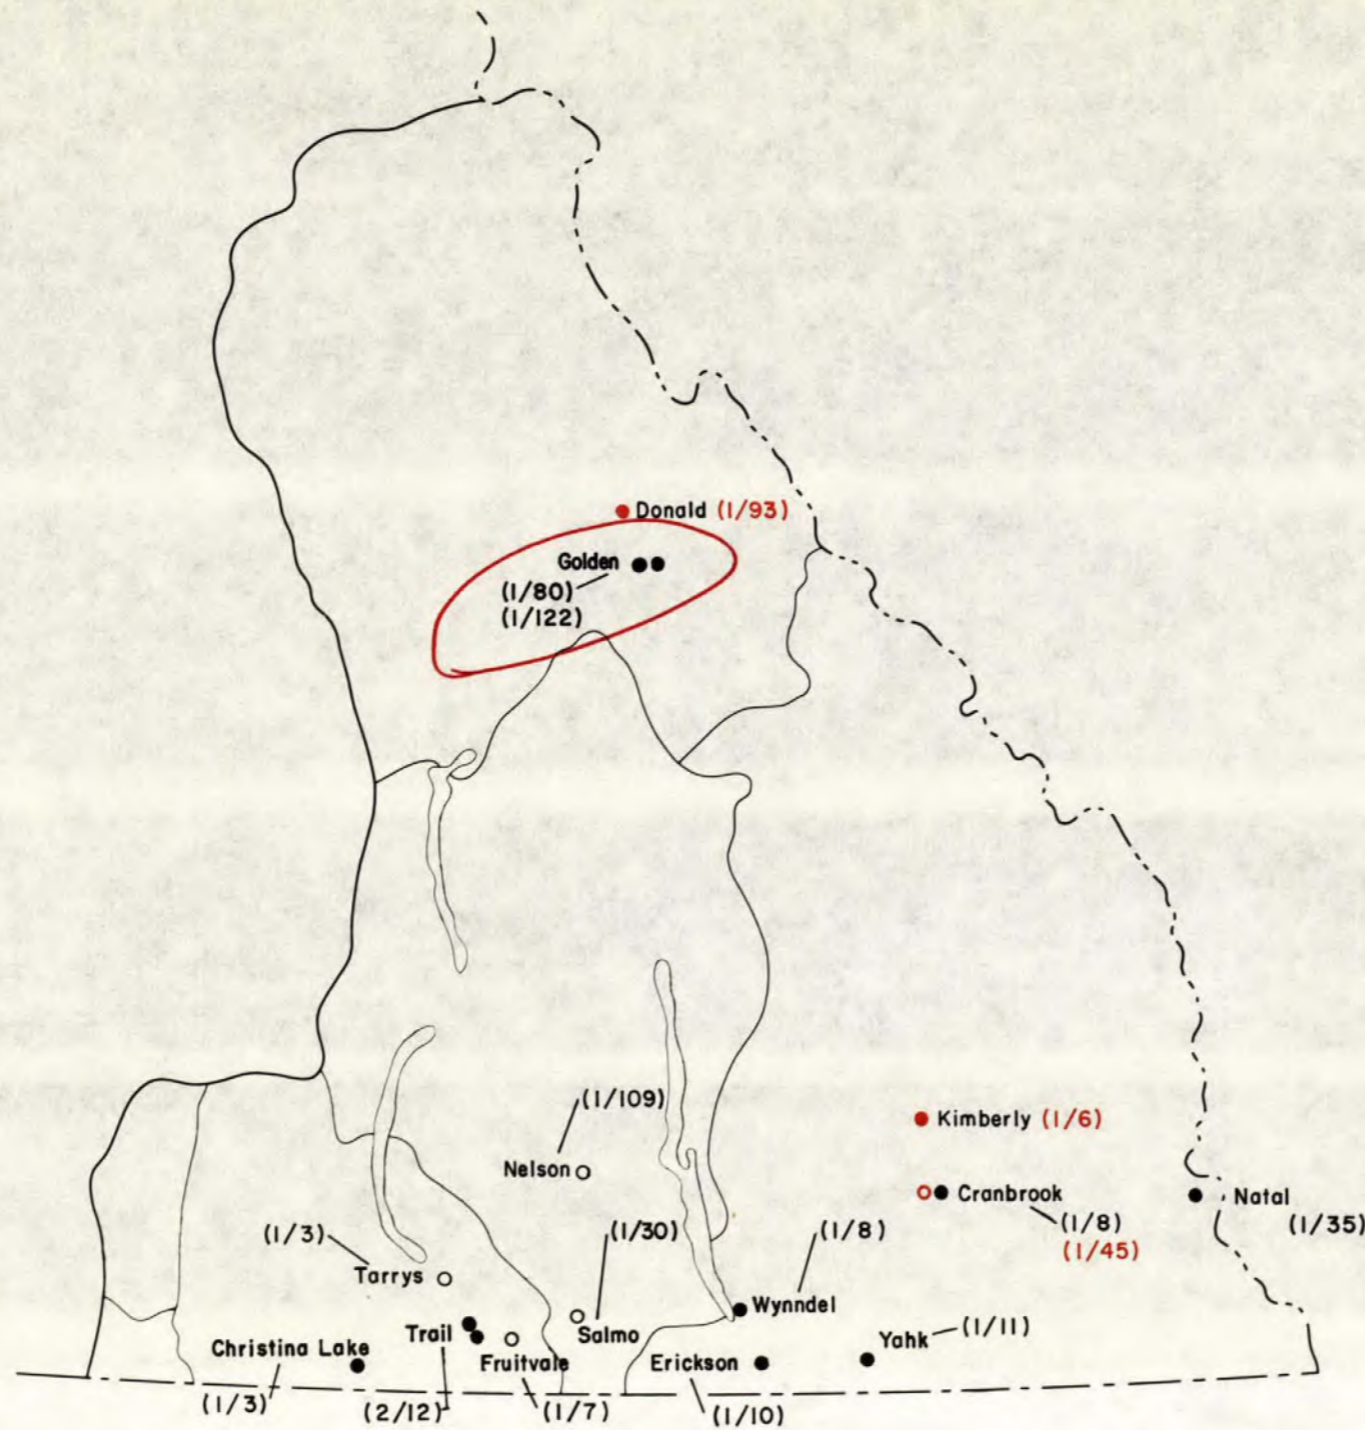 Donald (1/93)
Golden
(1/80)
(1/122)
(1/109)
Kimberly (1/6)
Nelson
Cranbrook
Natal
(1/3)
(1/30)
(1/8)
(1/8)
(1/35)
(1/45)
Tarrys
Wynndel
Trail
Salmo
Yahk
(1/11)
Christina Lake
Fruitvale
Erickson
(1/3)
(2/12)
(1/7)
(1/10)